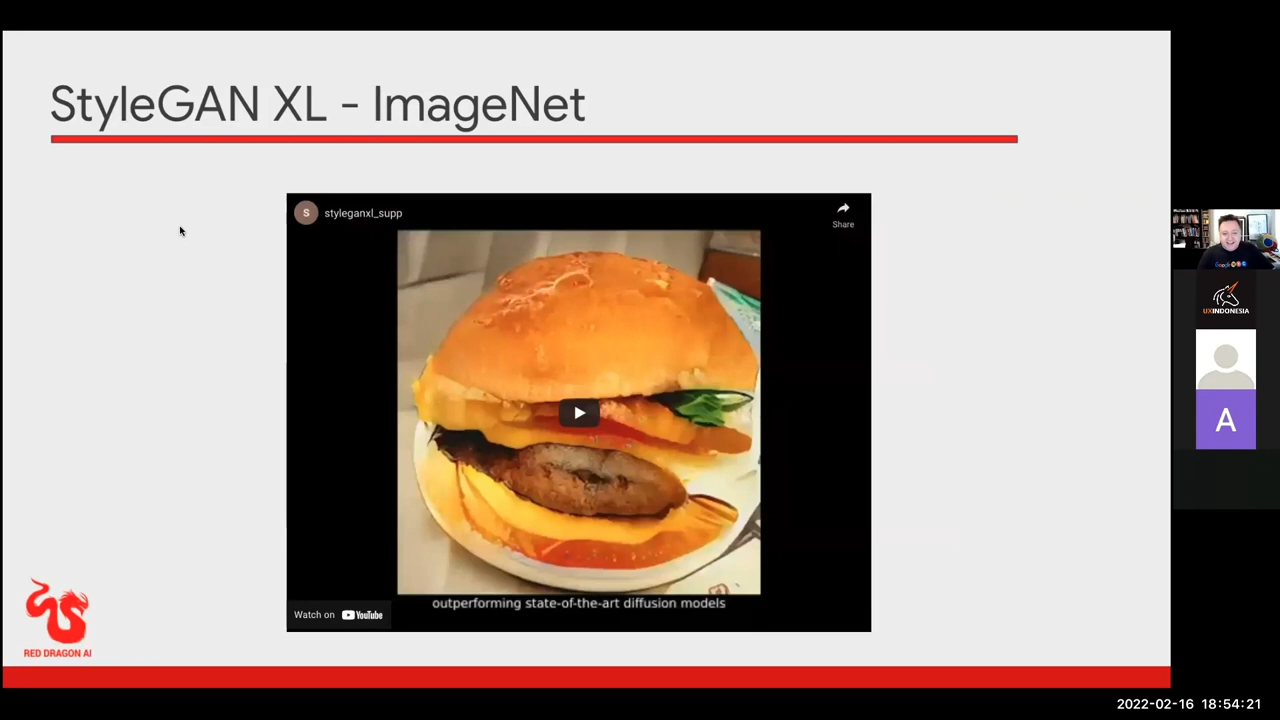 StyleGAN XL - ImageNet
S
styleganxl_supp
Share
outperforming state-of-the-art diffusion models
Watch on YouTube
RED DRAGON AI
Google
UXINDONESIA
A
2022-02-16 18:54:21